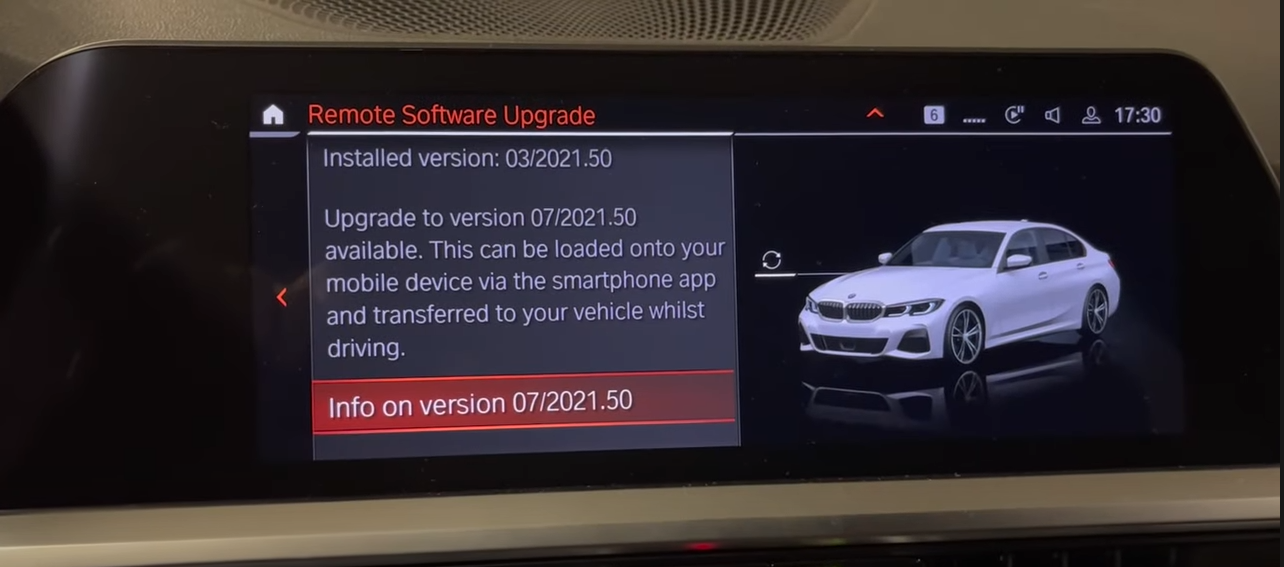 Remote Software Upgrade
6
17:30
Installed version: 03/2021.50
Upgrade to version 07/2021.50
available. This can be loaded onto your
mobile device via the smartphone app
and transferred to your vehicle whilst
driving.
Info on version 07/2021.50